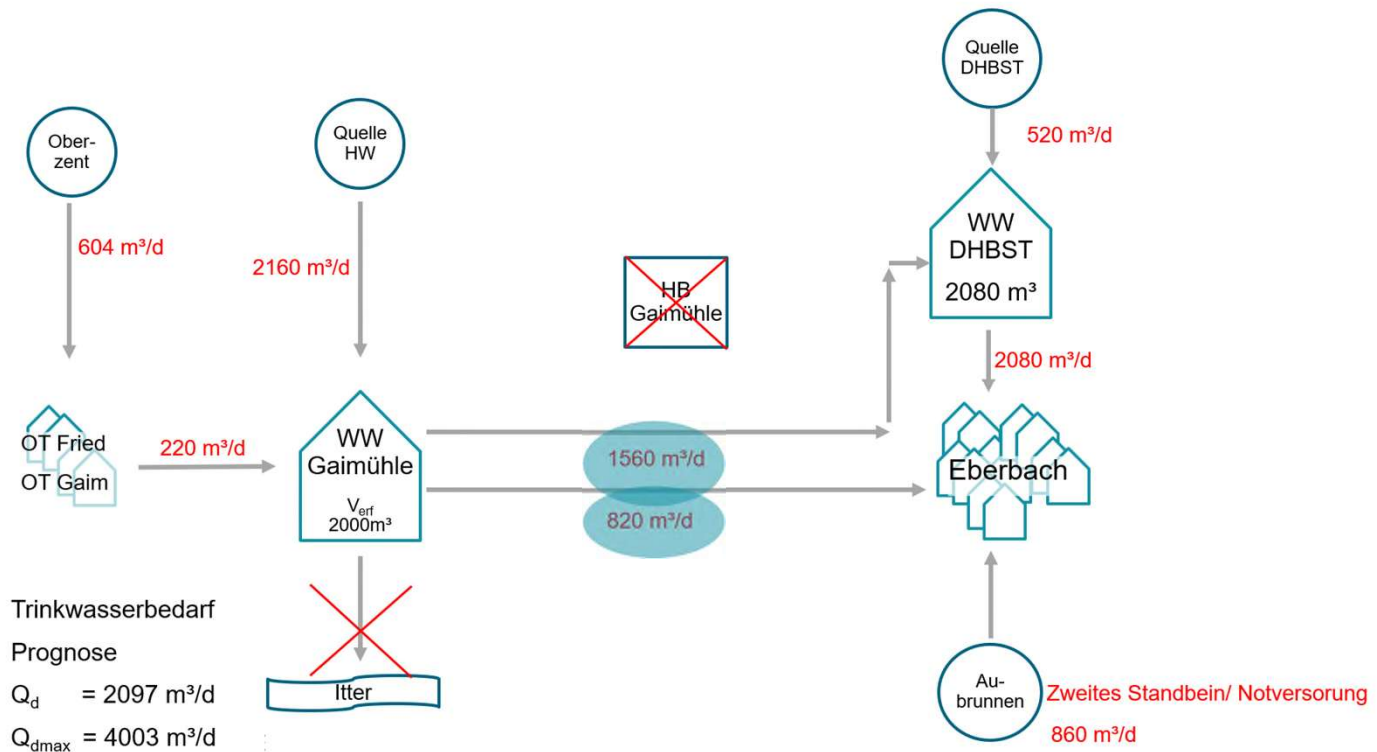 Quelle
DHBST
520 m³/d
Ober-
zent
Quelle
HW
604 m³/d
2160 m³/d
WW
DHBST
2080 m³
HB
Gaimühle
2080 m³/d
OT Fried
OT Gaim
220 m³/d
WW
Gaimühle
Verf
2000m³
1560 m³/d
820 m³/d
Eberbach
Trinkwasserbedarf
Prognose
Qd = 2097 m³/d
Qdmax = 4003 m³/d
Itter
Au-
brunnen
Zweites Standbein/ Notversorung
860 m³/d